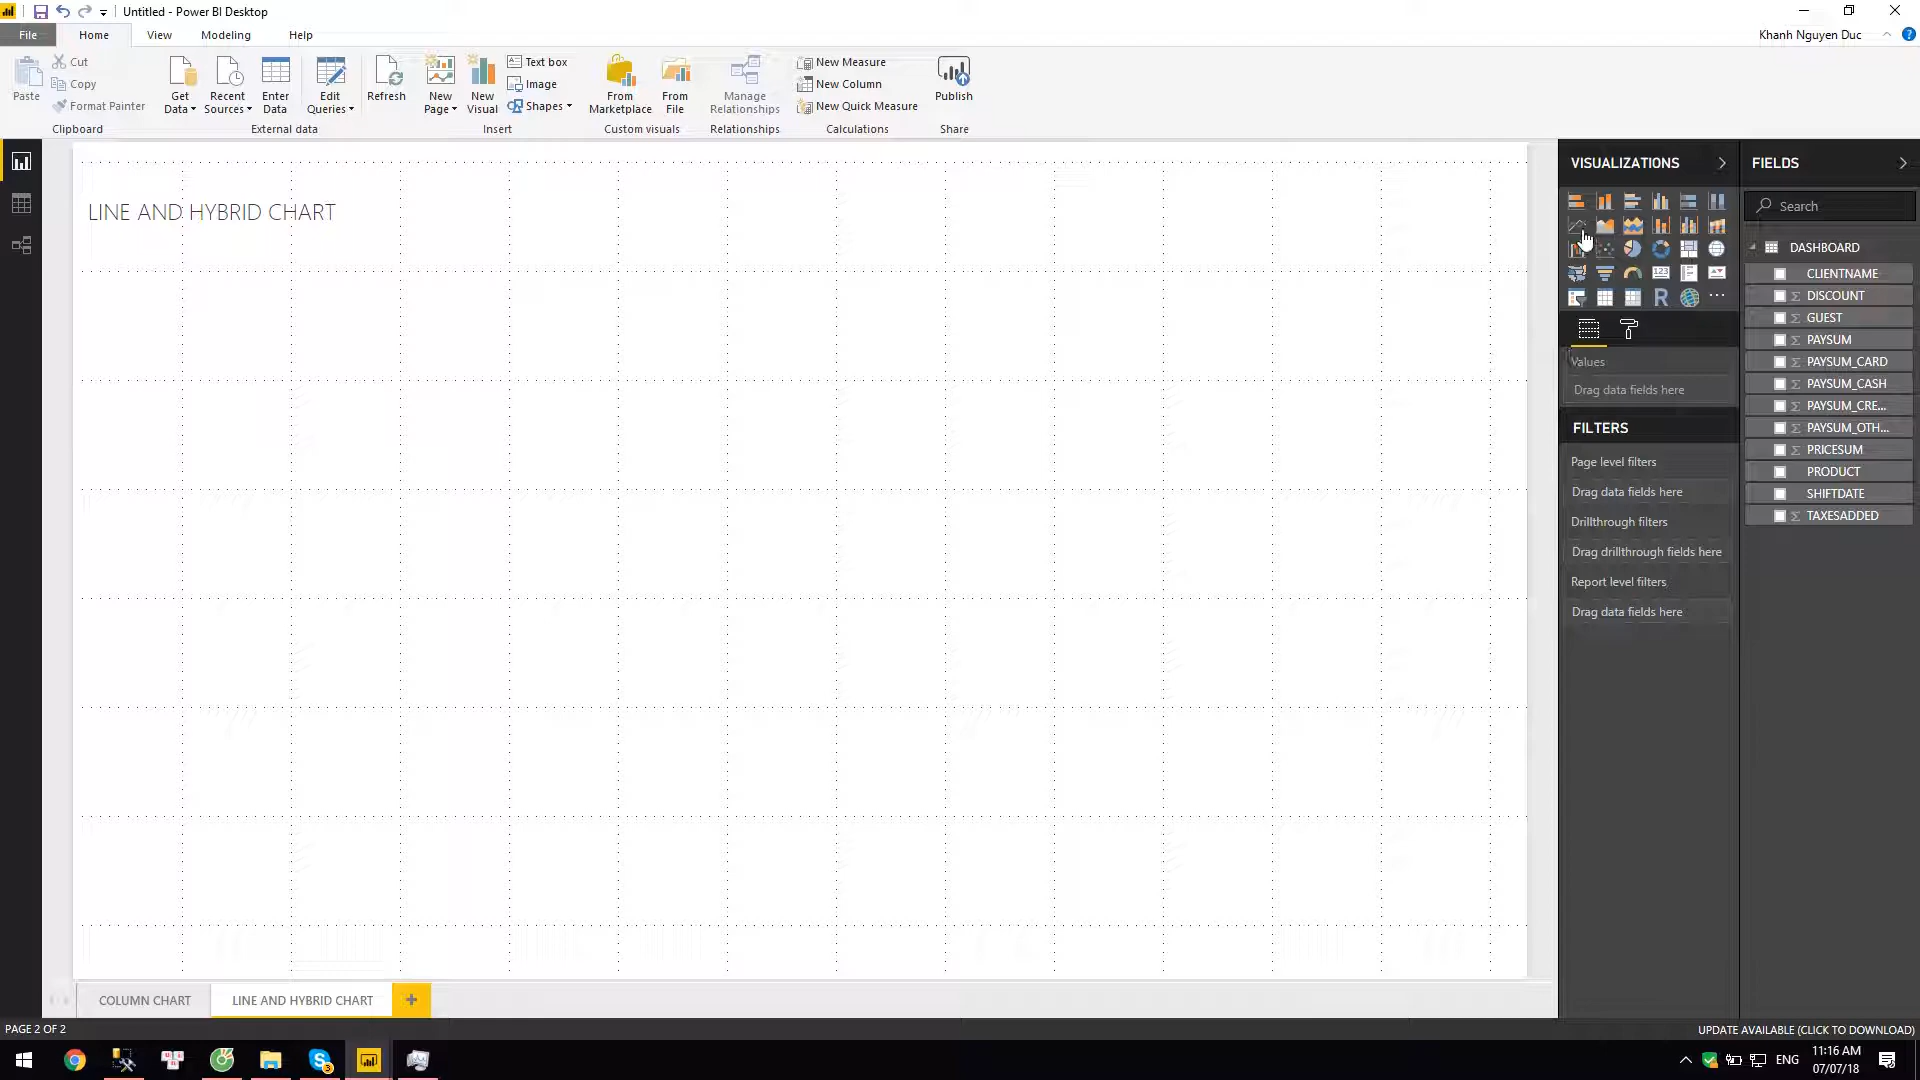 Untitled - Power BI Desktop
File
Home
View
Modeling
Help
Khanh Nguyen Duc
Paste
Cut
Copy
Format Painter
Clipboard
Get Data
Recent Sources
Enter Data
Edit Queries
External data
Refresh
New Page
New Visual
Text box
Image
Shapes
Insert
From Marketplace
From File
Custom visuals
Manage Relationships
Relationships
New Measure
New Column
New Quick Measure
Calculations
Publish
Share
LINE AND HYBRID CHART
VISUALIZATIONS
123
R
Values
Drag data fields here
FILTERS
Page level filters
Drag data fields here
Drillthrough filters
Drag drillthrough fields here
Report level filters
Drag data fields here
FIELDS
Search
DASHBOARD
CLIENTNAME
Σ DISCOUNT
Σ GUEST
Σ PAYSUM
Σ PAYSUM_CARD
Σ PAYSUM_CASH
Σ PAYSUM_CRE...
Σ PAYSUM_OTH...
Σ PRICESUM
PRODUCT
SHIFTDATE
Σ TAXESADDED
COLUMN CHART
LINE AND HYBRID CHART
PAGE 2 OF 2
UPDATE AVAILABLE (CLICK TO DOWNLOAD)
3
ENG
11:16 AM
07/07/18